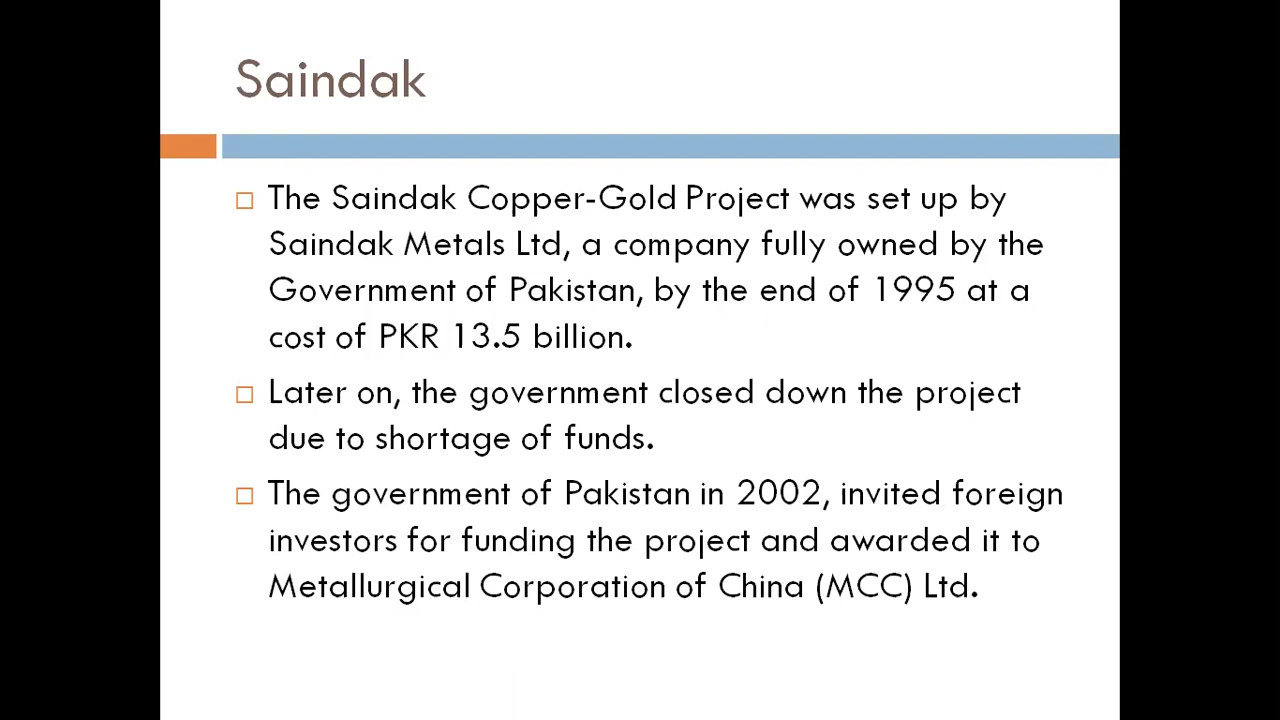 Saindak
The Saindak Copper-Gold Project was set up by
Saindak Metals Ltd, a company fully owned by the
Government of Pakistan, by the end of 1995 at a
cost of PKR 13.5 billion.
Later on, the government closed down the project
due to shortage of funds.
The government of Pakistan in 2002, invited foreign
investors for funding the project and awarded it to
Metallurgical Corporation of China (MCC) Ltd.